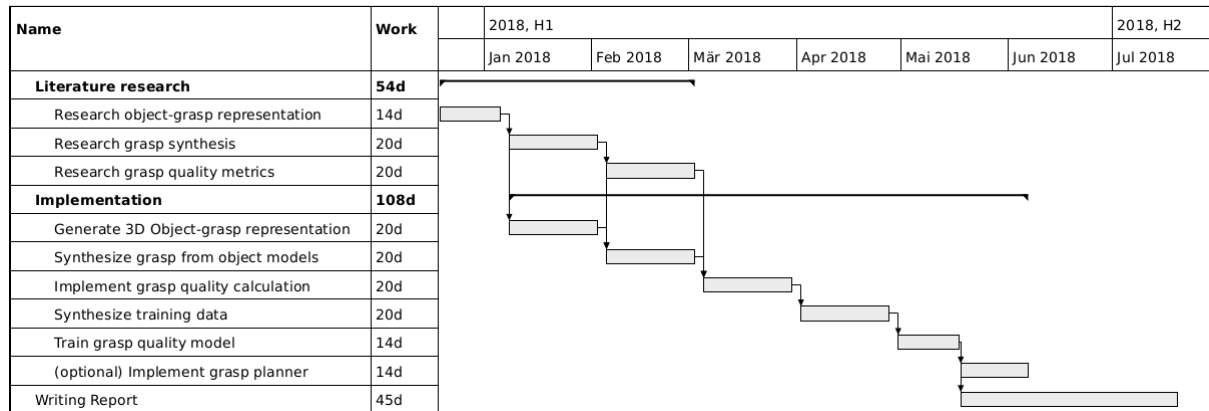 Name Work 2018, H1 2018, H2
Jan 2018 Feb 2018 Mär 2018 Apr 2018 Mai 2018 Jun 2018 Jul 2018
Literature research 54d
Research object-grasp representation 14d
Research grasp synthesis 20d
Research grasp quality metrics 20d
Implementation 108d
Generate 3D Object-grasp representation 20d
Synthesize grasp from object models 20d
Implement grasp quality calculation 20d
Synthesize training data 20d
Train grasp quality model 14d
(optional) Implement grasp planner 14d
Writing Report 45d